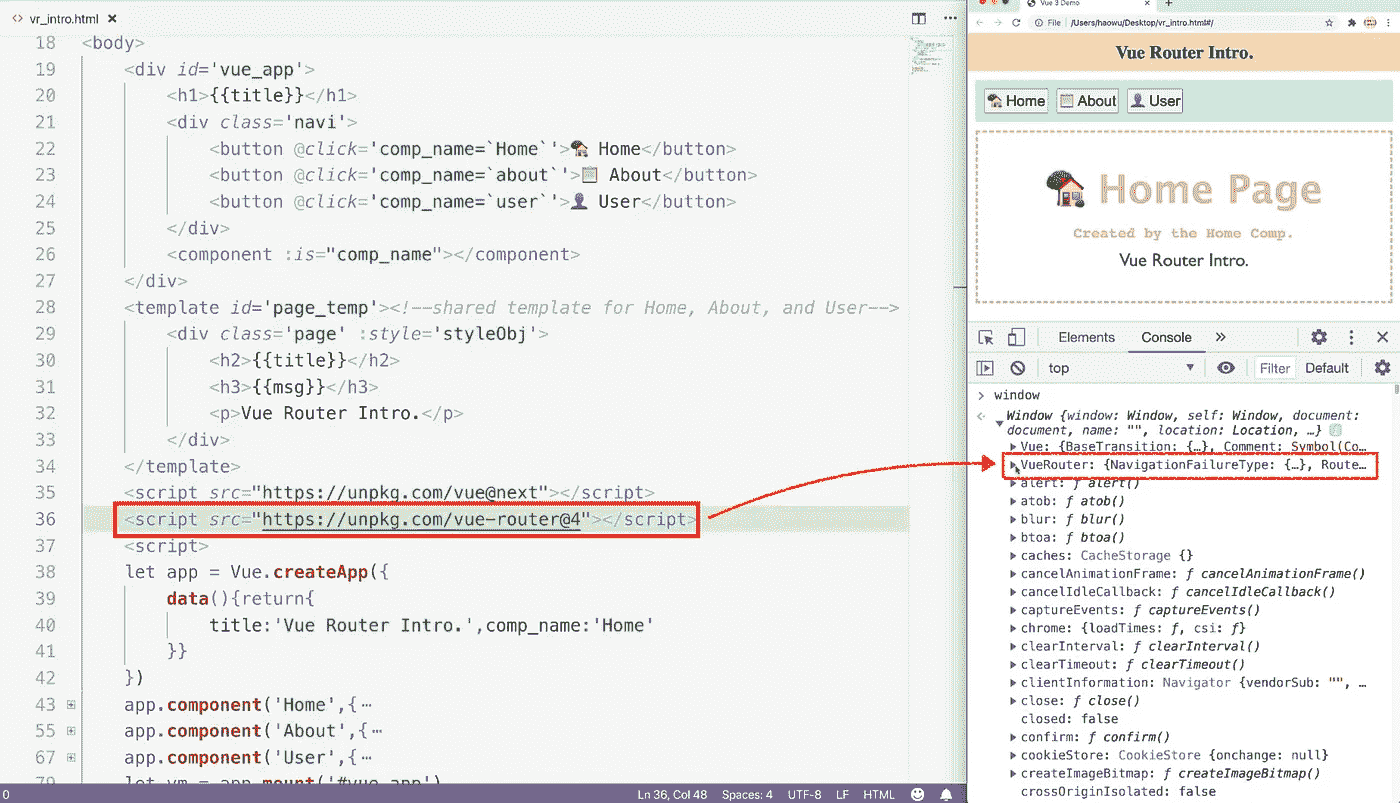 vr_intro.html
18 <body>
19 <div id='vue_app'>
20 <h1>{{title}}</h1>
21 <div class='navi'>
22 <button @click='comp_name=`Home`'>🏠 Home</button>
23 <button @click='comp_name=`about`'>📋 About</button>
24 <button @click='comp_name=`user`'>👤 User</button>
25 </div>
26 <component :is="comp_name"></component>
27 </div>
28 <template id='page_temp'><!--shared template for Home, About, and User-->
29 <div class='page' :style='styleObj'>
30 <h2>{{title}}</h2>
31 <h3>{{msg}}</h3>
32 <p>Vue Router Intro.</p>
33 </div>
34 </template>
35 <script src="https://unpkg.com/vue@next"></script>
36 <script src="https://unpkg.com/vue-router@4"></script>
37 <script>
38 let app = Vue.createApp({
39 data(){return{
40 title:'Vue Router Intro.',comp_name:'Home'
41 }}
42 })
43 app.component('Home',{…
55 app.component('About',{…
67 app.component('User',{…
79 let vm = app.mount('#vue_app')
0
Ln 36, Col 48 Spaces: 4 UTF-8 LF HTML
Vue 3 Demo
File /Users/haowu/Desktop/vr_intro.html#/
Vue Router Intro.
Home About User
Home Page
Created by the Home Comp.
Vue Router Intro.
Elements Console
top Filter Default
window
Window {window: Window, self: Window, document:
document, name: "", location: Location, …}
Vue: {BaseTransition: {…}, Comment: Symbol(Co…
VueRouter: {NavigationFailureType: {…}, Route…
alert: ƒ alert()
atob: ƒ atob()
blur: ƒ blur()
btoa: ƒ btoa()
caches: CacheStorage {}
cancelAnimationFrame: ƒ cancelAnimationFrame()
cancelIdleCallback: ƒ cancelIdleCallback()
captureEvents: ƒ captureEvents()
chrome: {loadTimes: ƒ, csi: ƒ}
clearInterval: ƒ clearInterval()
clearTimeout: ƒ clearTimeout()
clientInformation: Navigator {vendorSub: "", …
close: ƒ close()
closed: false
confirm: ƒ confirm()
cookieStore: CookieStore {onchange: null}
createImageBitmap: ƒ createImageBitmap()
crossOriginIsolated: false